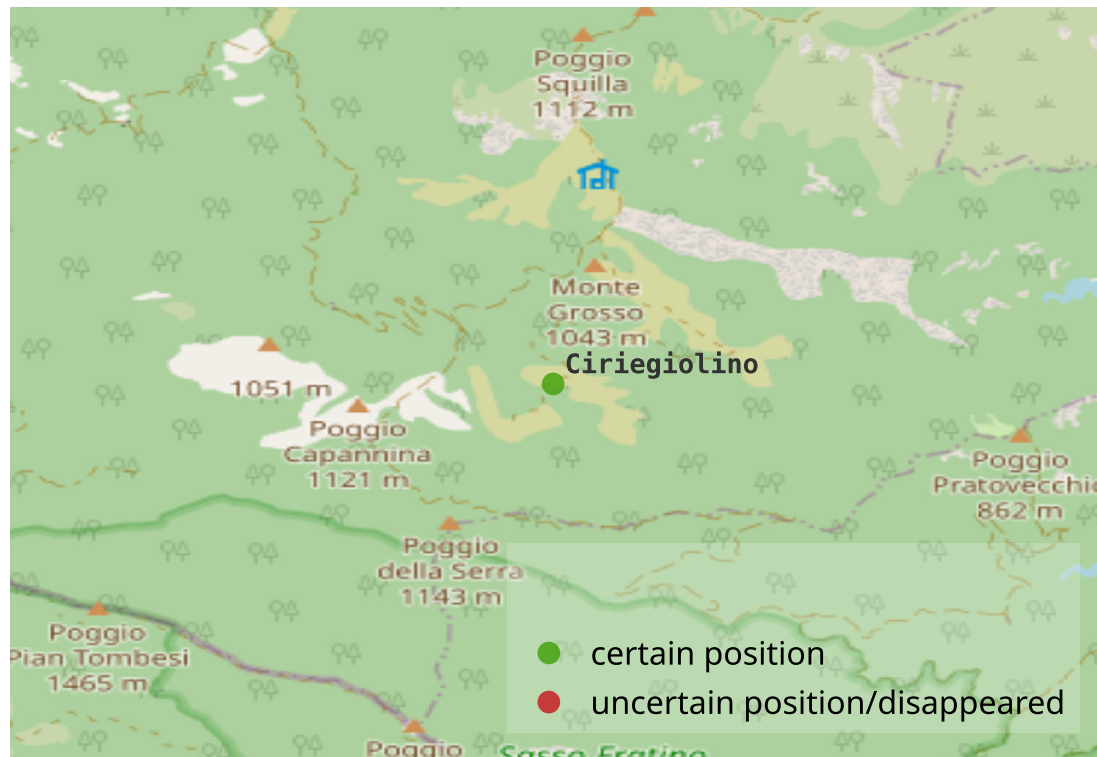 Poggio
Squilla
1112 m
Monte
Grosso
1043 m
Ciriegiolino
1051 m
Poggio
Capannina
1121 m
Poggio
Pratovecchio
862 m
Poggio
della Serra
1143 m
Poggio
Pian Tombesi
1465 m
certain position
uncertain position/disappeared
Poggio
Sasso Fratino